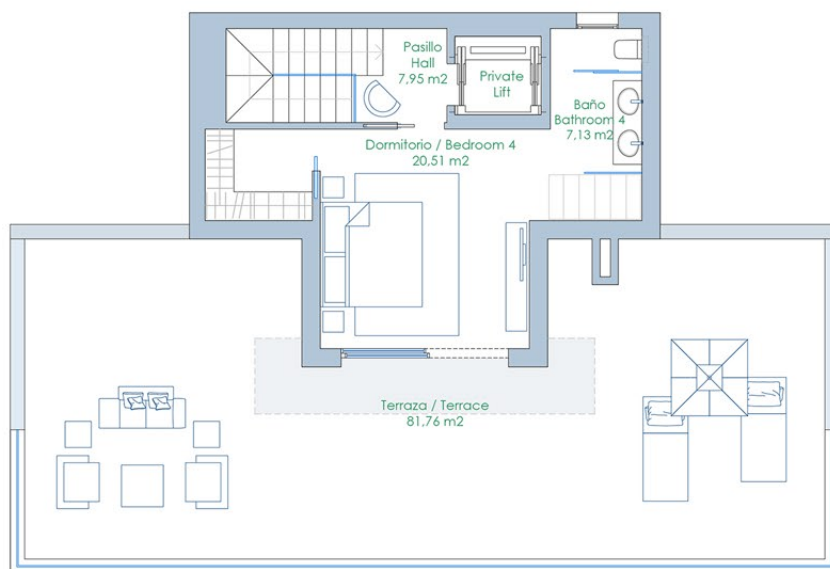 Pasillo
Hall
7,95 m2
Private
Lift
Baño
Bathroom 4
7,13 m2
Dormitorio / Bedroom 4
20,51 m2
Terraza / Terrace
81,76 m2